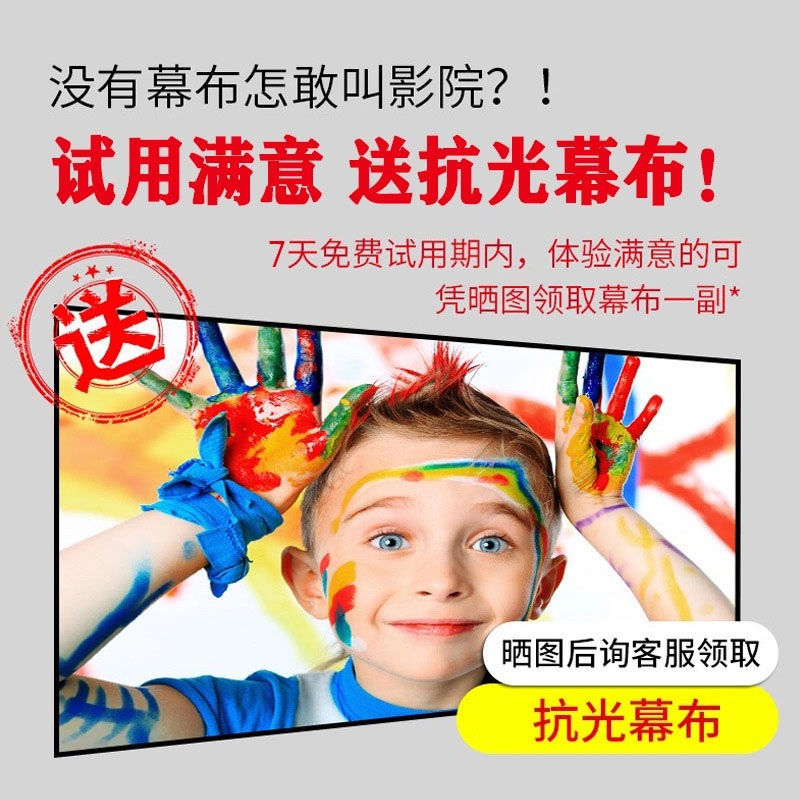 没有幕布怎敢叫影院？！
试用满意 送抗光幕布！
7天免费试用期内，体验满意的可
凭晒图领取幕布一副*
送
晒图后询客服领取
抗光幕布